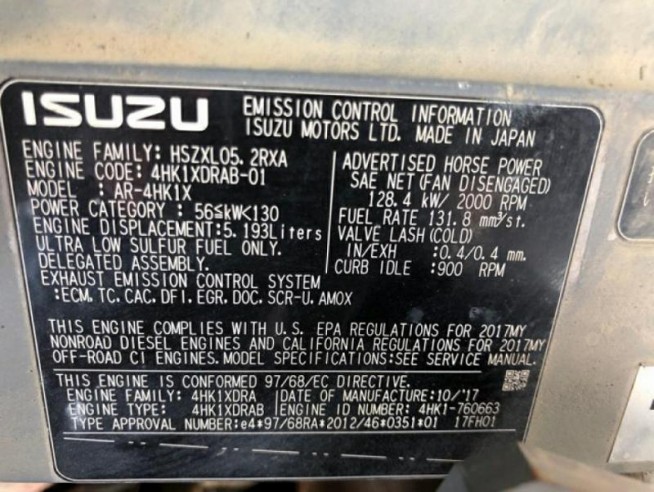 ISUZU
EMISSION CONTROL INFORMATION
ISUZU MOTORS LTD. MADE IN JAPAN
ENGINE FAMILY: HSZXL05.2RXA
ENGINE CODE: 4HK1XDRAB-01
MODEL : AR-4HK1X
POWER CATEGORY : 56≦kW<130
ENGINE DISPLACEMENT:5.193Liters
ULTRA LOW SULFUR FUEL ONLY.
DELEGATED ASSEMBLY.
EXHAUST EMISSION CONTROL SYSTEM
:ECM,TC,CAC,DFI,EGR,DOC,SCR-U,AMOX
ADVERTISED HORSE POWER
SAE NET(FAN DISENGAGED)
128.4 kW/ 2000 RPM
FUEL RATE 131.8 mm³/st.
VALVE LASH(COLD)
IN/EXH :0.4/0.4 mm.
CURB IDLE :900 RPM
THIS ENGINE COMPLIES WITH U.S. EPA REGULATIONS FOR 2017MY
NONROAD DIESEL ENGINES AND CALIFORNIA REGULATIONS FOR 2017MY
OFF-ROAD CI ENGINES.MODEL SPECIFICATIONS:SEE SERVICE MANUAL.
THIS ENGINE IS CONFORMED 97/68/EC DIRECTIVE.
ENGINE FAMILY: 4HK1XDRA DATE OF MANUFACTURE:10/'17
ENGINE TYPE: 4HK1XDRAB ENGINE ID NUMBER: 4HK1-760663
TYPE APPROVAL NUMBER:e4*97/68RA*2012/46*0351*01 17FH01